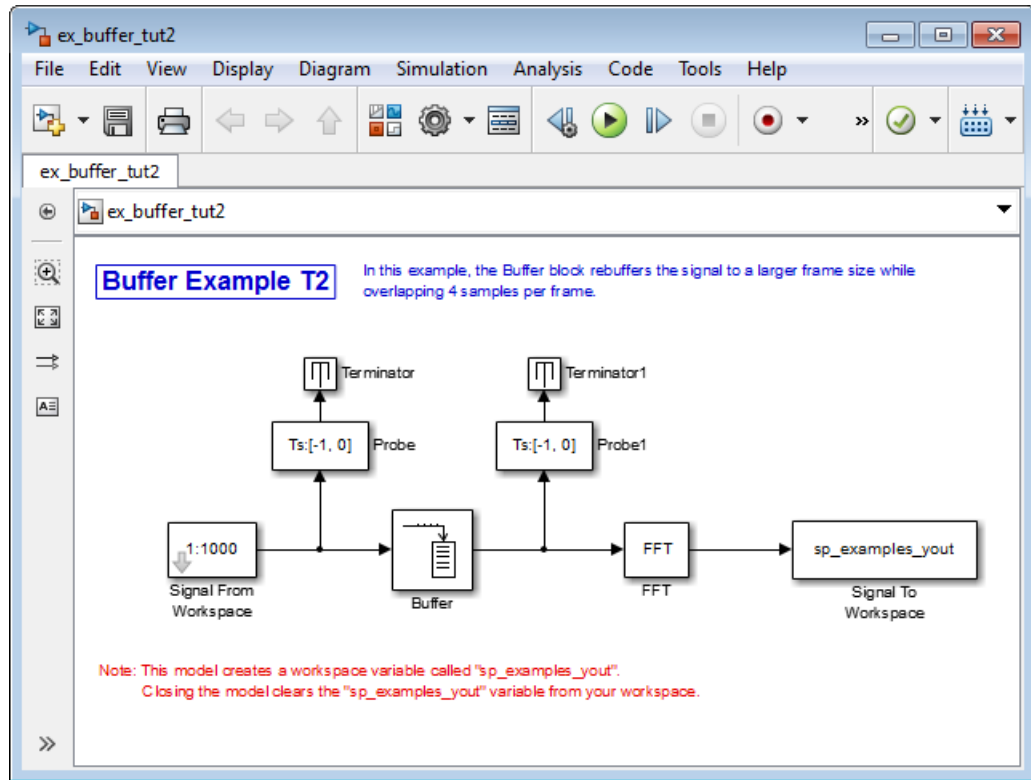 ex_buffer_tut2
File Edit View Display Diagram Simulation Analysis Code Tools Help
ex_buffer_tut2
ex_buffer_tut2
Buffer Example T2
In this example, the Buffer block rebuffers the signal to a larger frame size while
overlapping 4 samples per frame.
Terminator
Terminator1
Ts:[-1, 0]
Probe
Ts:[-1, 0]
Probe1
1:1000
FFT
sp_examples_yout
Signal From
Workspace
Buffer
FFT
Signal To
Workspace
Note: This model creates a workspace variable called "sp_examples_yout".
Closing the model clears the "sp_examples_yout" variable from your workspace.